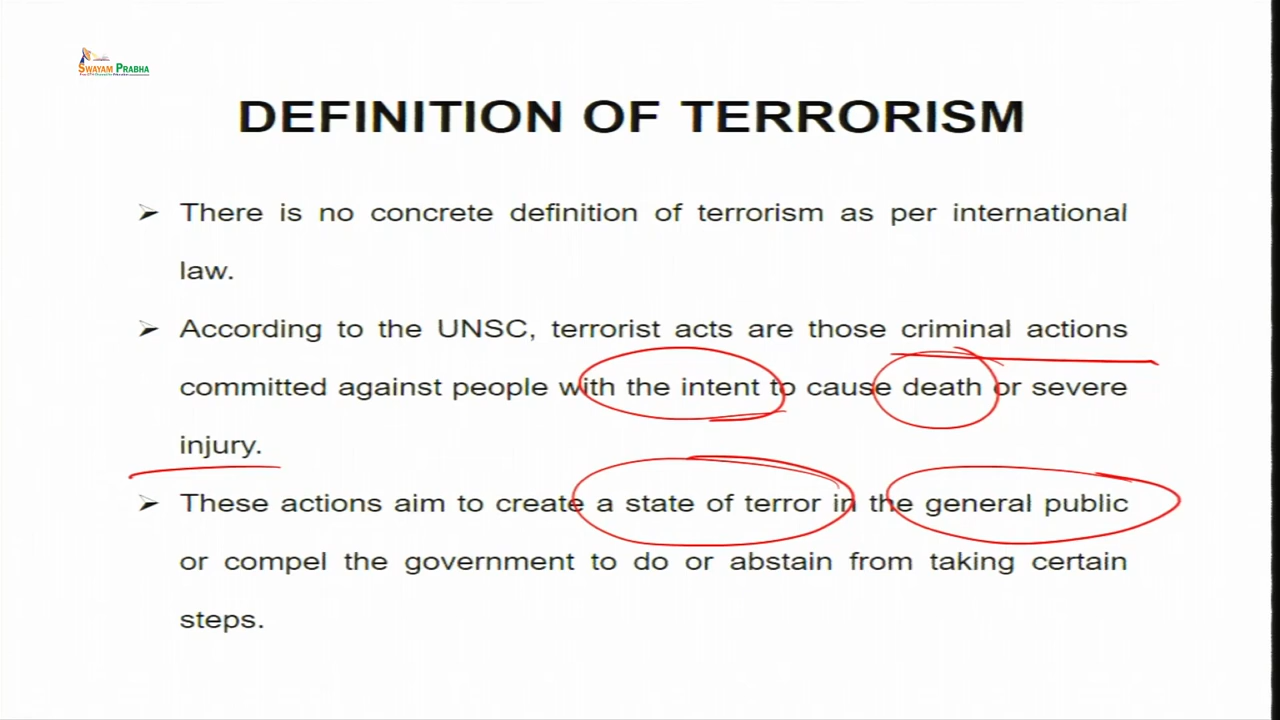 SWAYAM PRABHA
DEFINITION OF TERRORISM
➢ There is no concrete definition of terrorism as per international
law.
➢ According to the UNSC, terrorist acts are those criminal actions
committed against people with the intent to cause death or severe
injury.
➢ These actions aim to create a state of terror in the general public
or compel the government to do or abstain from taking certain
steps.